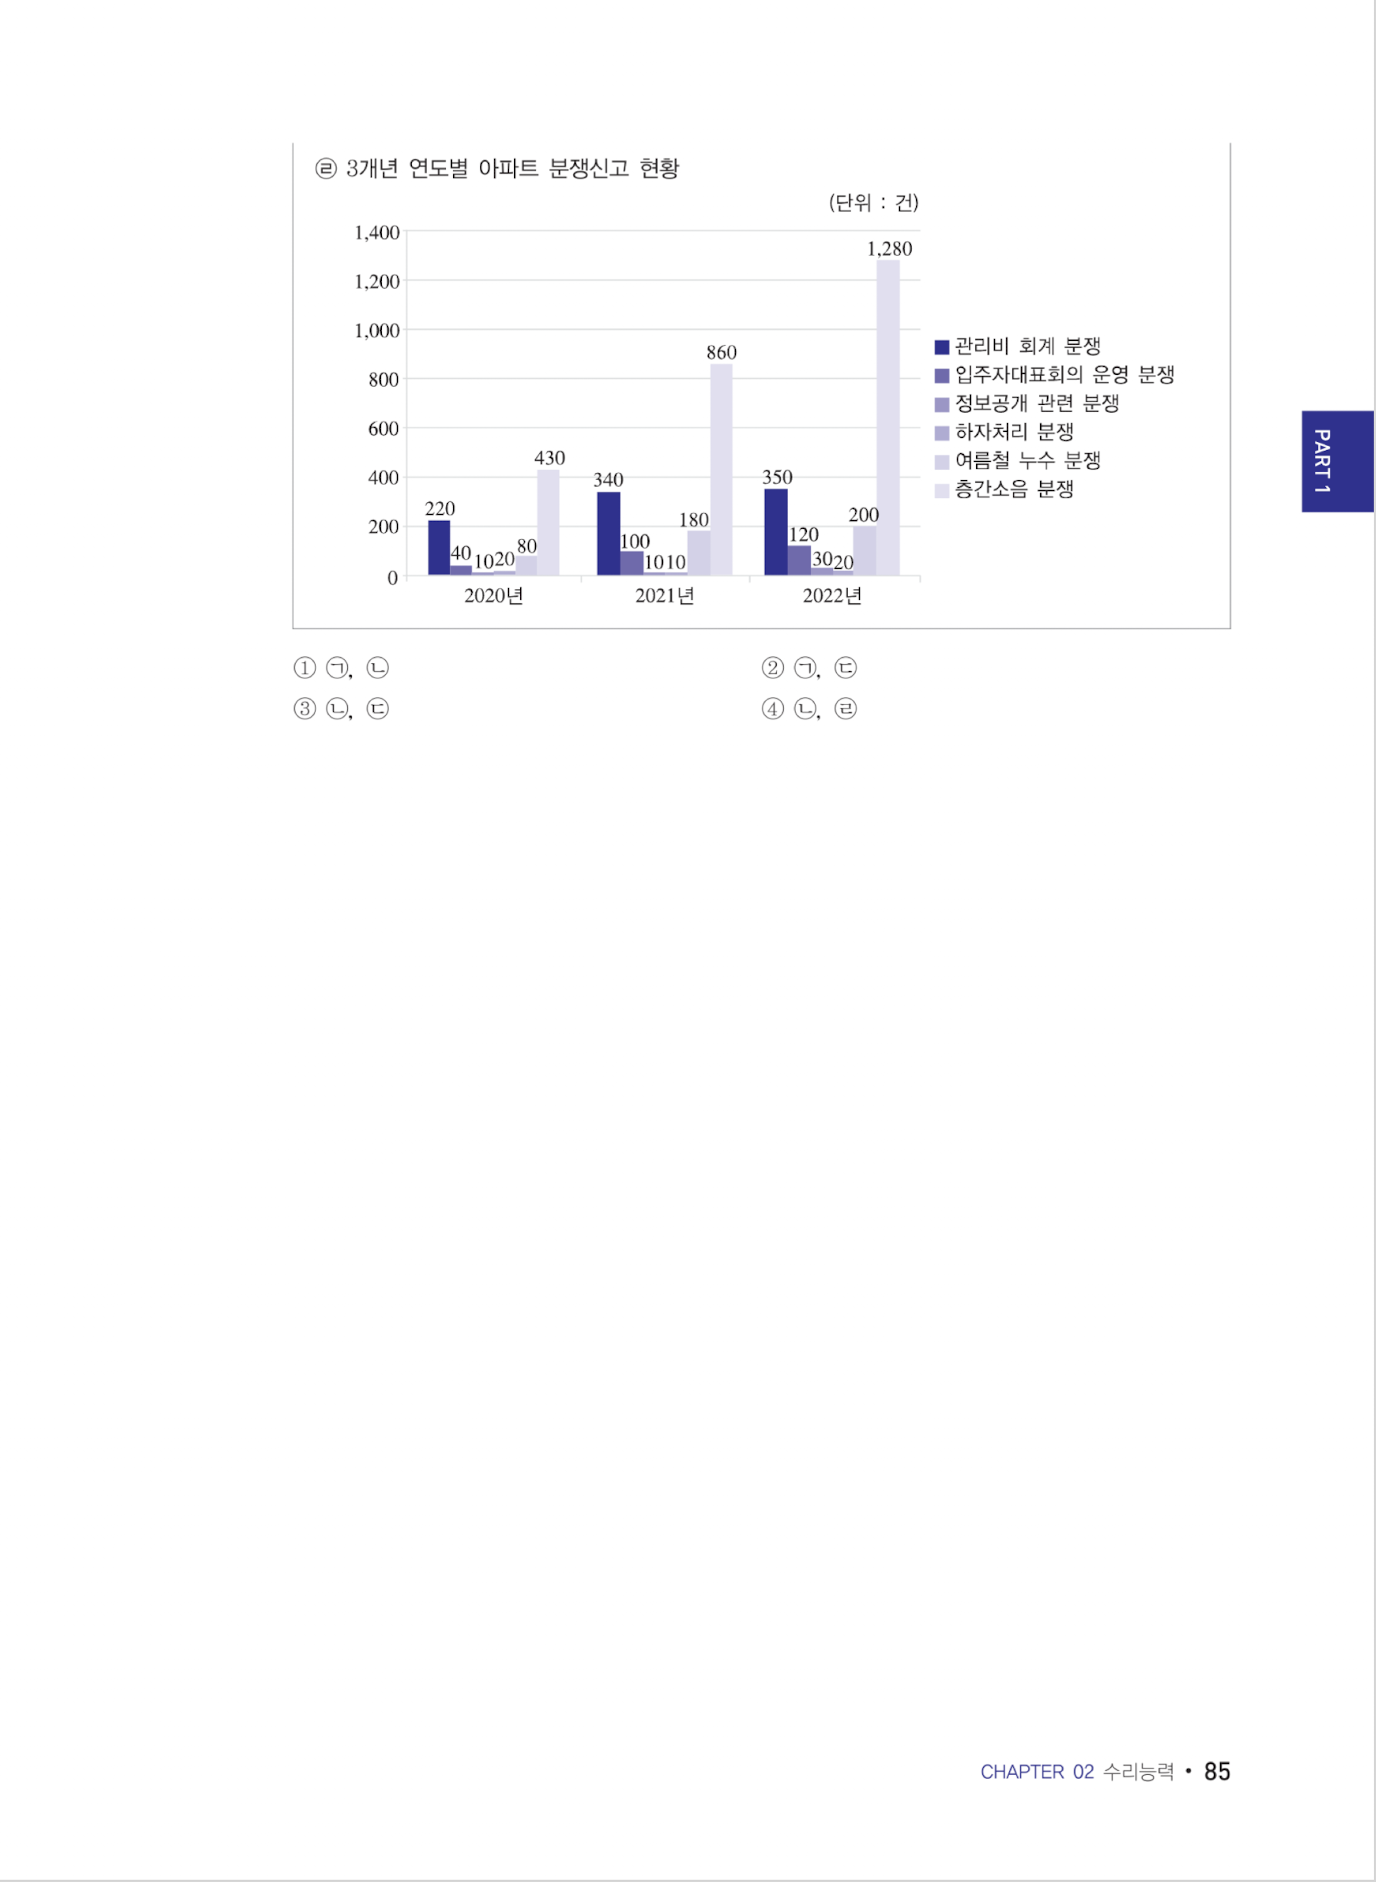 ㉣ 3개년 연도별 아파트 분쟁신고 현황
(단위 : 건)
1,400
1,200
1,000
800
600
400
200
0
220
40
10
20
80
430
340
100
10
10
180
860
350
120
30
20
200
1,280
2020년
2021년
2022년
관리비 회계 분쟁
입주자대표회의 운영 분쟁
정보공개 관련 분쟁
하자처리 분쟁
여름철 누수 분쟁
층간소음 분쟁
① ㉠, ㉡
② ㉠, ㉢
③ ㉡, ㉢
④ ㉡, ㉣
PART 1
CHAPTER 02 수리능력 • 85